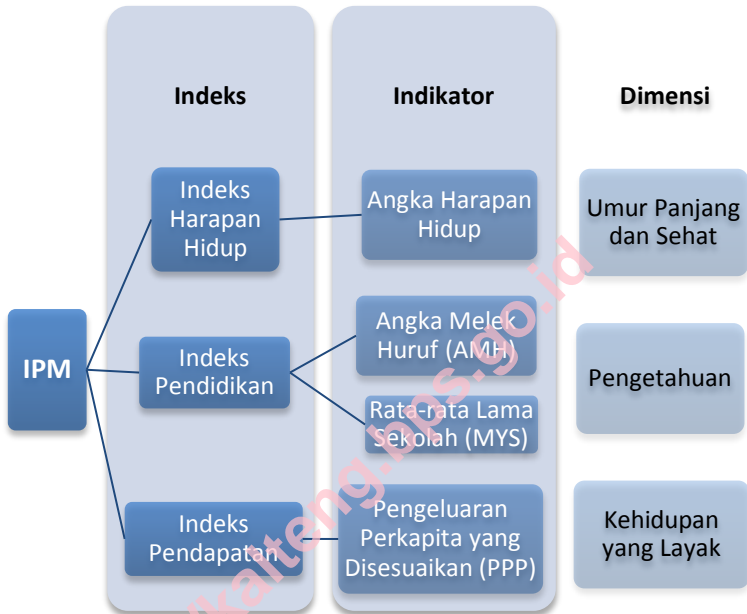 Indeks
Indikator
Dimensi
Indeks
Harapan
Hidup
Angka Harapan
Hidup
Umur Panjang
dan Sehat
IPM
Indeks
Pendidikan
Angka Melek
Huruf (AMH)
Rata-rata Lama
Sekolah (MYS)
Pengetahuan
Indeks
Pendapatan
Pengeluaran
Perkapita yang
Disesuaikan (PPP)
Kehidupan
yang Layak
kalteng.bps.go.id